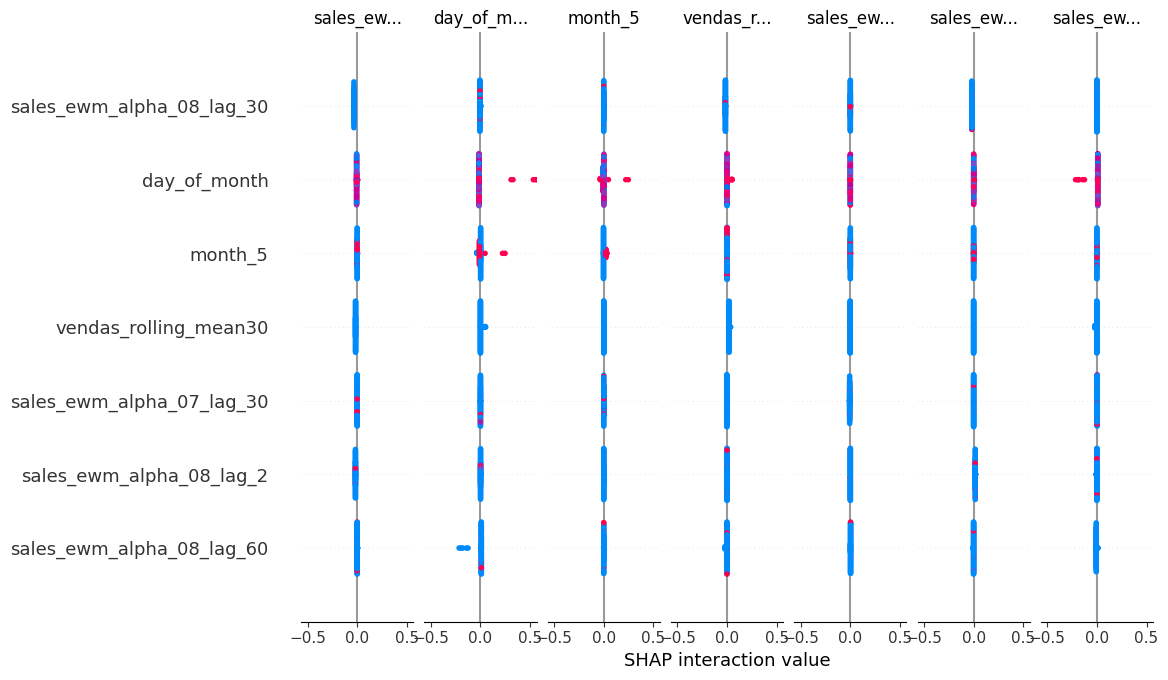 sales_ew... day_of_m... month_5 vendas_r... sales_ew... sales_ew... sales_ew...
sales_ewm_alpha_08_lag_30
day_of_month
month_5
vendas_rolling_mean30
sales_ewm_alpha_07_lag_30
sales_ewm_alpha_08_lag_2
sales_ewm_alpha_08_lag_60
−0.5 0.0 0.5 −0.5 0.0 0.5 −0.5 0.0 0.5 −0.5 0.0 0.5 −0.5 0.0 0.5 −0.5 0.0 0.5 −0.5 0.0 0.5
SHAP interaction value